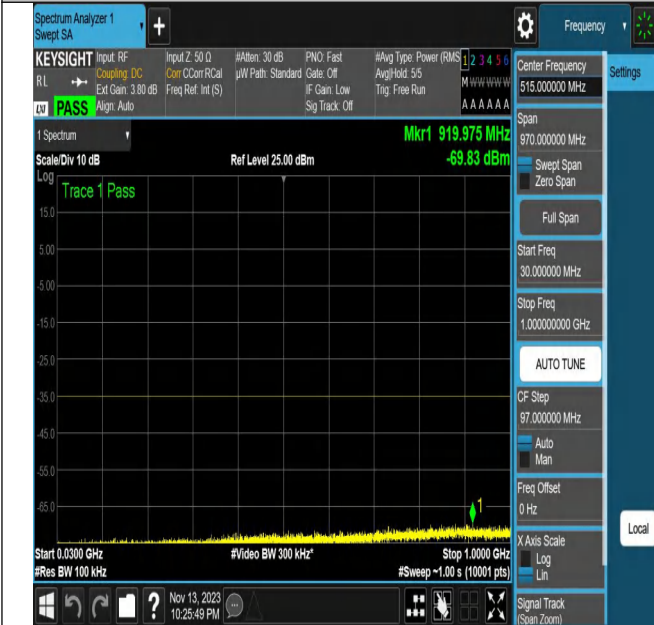 Spectrum Analyzer 1
Swept SA
+
Frequency
KEYSIGHT
Input: RF
Coupling: DC
Ext Gain: 3.80 dB
Align: Auto
Input Z: 50 Ω
Corr CCorr RCal
Freq Ref: Int (S)
#Atten: 30 dB
µW Path: Standard
PNO: Fast
Gate: Off
IF Gain: Low
Sig Track: Off
#Avg Type: Power (RMS
Avg|Hold: 5/5
Trig: Free Run
1 2 3 4 5 6
M W W W W W
A A A A A A
RL
LXI PASS
1 Spectrum
Mkr1 919.975 MHz
Scale/Div 10 dB
Ref Level 25.00 dBm
-69.83 dBm
Log
Trace 1 Pass
15.0
5.00
-5.00
-15.0
-25.0
-35.0
-45.0
-55.0
-65.0
1
Start 0.0300 GHz
#Video BW 300 kHz*
Stop 1.0000 GHz
#Res BW 100 kHz
#Sweep ~1.00 s (10001 pts)
?
Nov 13, 2023
10:25:49 PM
Center Frequency
515.000000 MHz
Settings
Span
970.000000 MHz
Swept Span
Zero Span
Full Span
Start Freq
30.000000 MHz
Stop Freq
1.000000000 GHz
AUTO TUNE
CF Step
97.000000 MHz
Auto
Man
Freq Offset
0 Hz
Local
X Axis Scale
Log
Lin
Signal Track
(Span Zoom)